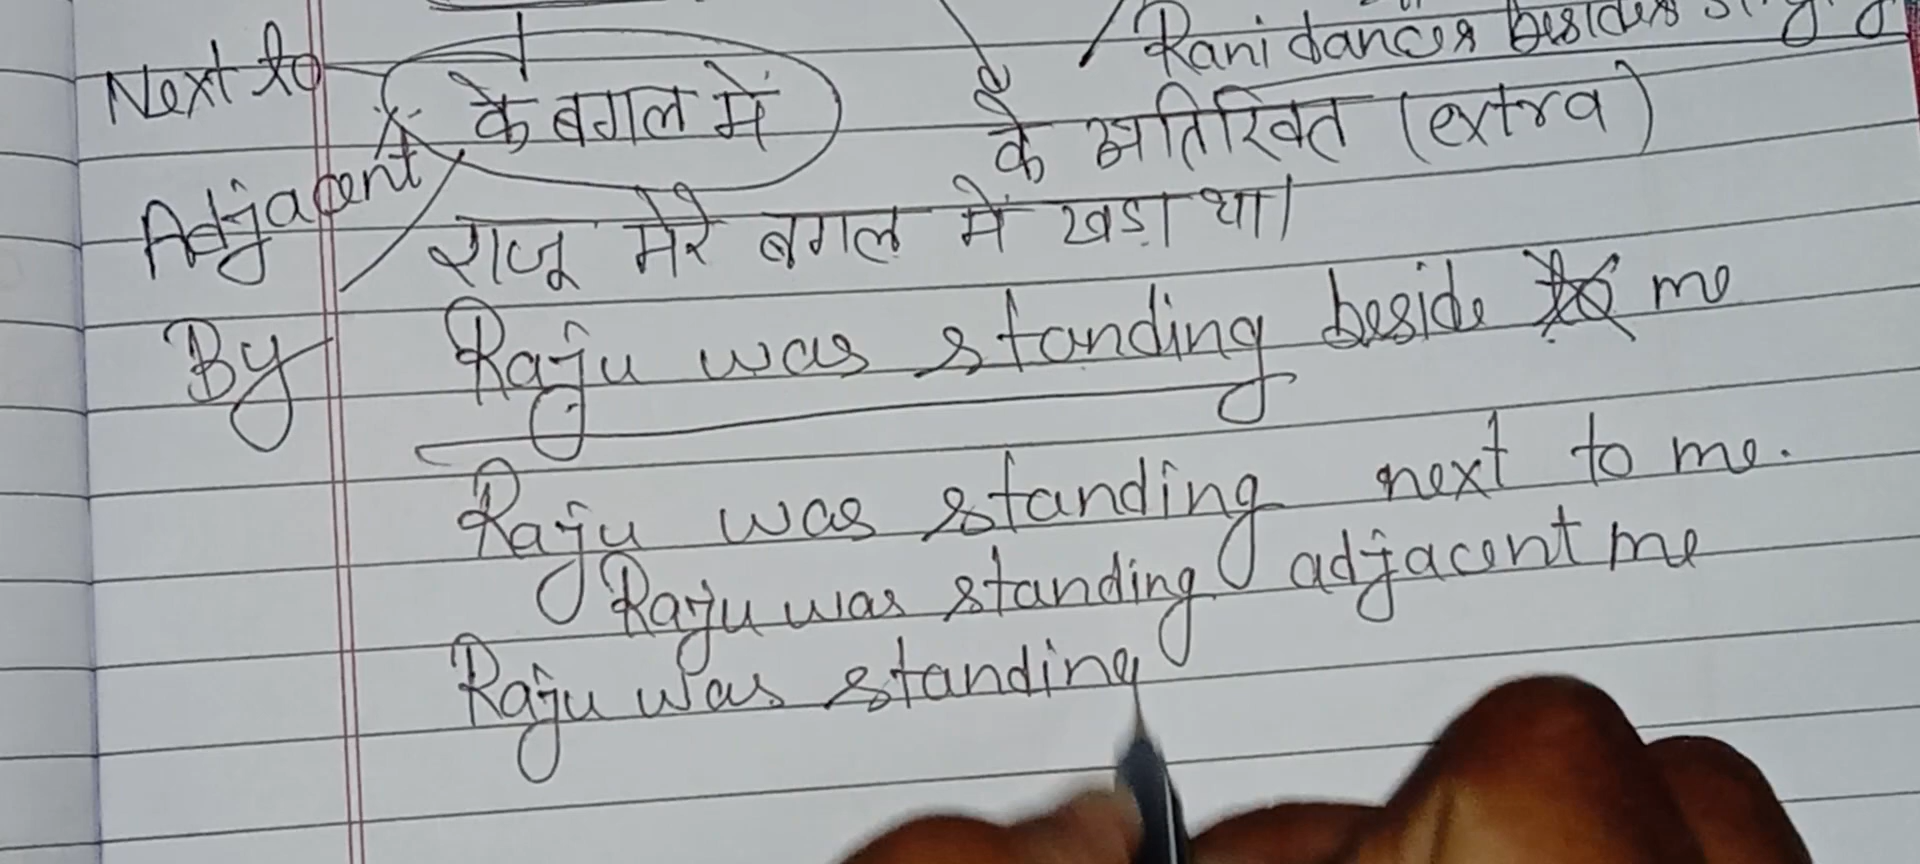 Rani dances besides
Next to
के बगल में
के अतिरिक्त (extra)
Adjacent
राजू मेरे बगल में खड़ा था।
By
Raju was standing beside to me
Raju was standing next to me.
Raju was standing adjacent me
Raju was standing